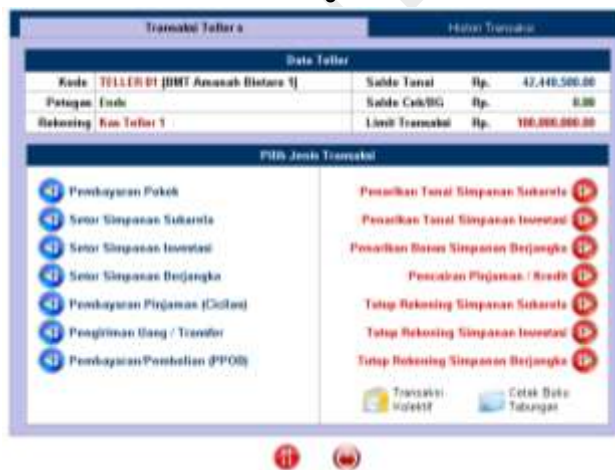 Transaksi Teller s
Histori Transaksi
Data Teller
Kode TELLER 01 [BMT Amanah Bintaro 1] Saldo Tunai Rp. 42,440,500.00
Petugas Endo Saldo Cek/BG Rp. 0.00
Rekening Kas Teller 1 Limit Transaksi Rp. 100,000,000.00
Pilih Jenis Transaksi
Pembayaran Pokok
Penarikan Tunai Simpanan Sukarela
Setor Simpanan Sukarela
Penarikan Tunai Simpanan Investasi
Setor Simpanan Investasi
Penarikan Bonus Simpanan Berjangka
Setor Simpanan Berjangka
Pencairan Pinjaman / Kredit
Pembayaran Pinjaman (Cicilan)
Tutup Rekening Simpanan Sukarela
Pengiriman Uang / Transfer
Tutup Rekening Simpanan Investasi
Pembayaran/Pembelian (PPOB)
Tutup Rekening Simpanan Berjangka
Transaksi Kolektif
Cetak Buku Tabungan